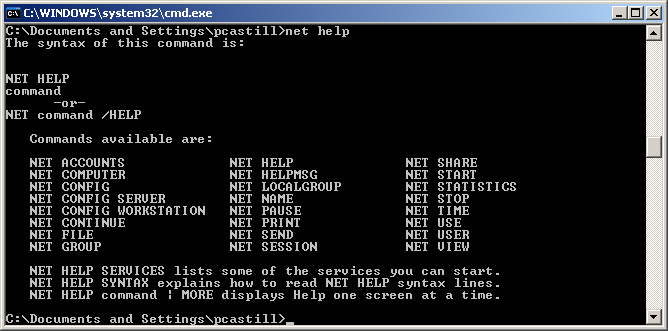 C:\WINDOWS\system32\cmd.exe
C:\Documents and Settings\pcastill>net help
The syntax of this command is:
NET HELP
command
-or-
NET command /HELP
Commands available are:
NET ACCOUNTS NET HELP NET SHARE
NET COMPUTER NET HELPMSG NET START
NET CONFIG NET LOCALGROUP NET STATISTICS
NET CONFIG SERVER NET NAME NET STOP
NET CONFIG WORKSTATION NET PAUSE NET TIME
NET CONTINUE NET PRINT NET USE
NET FILE NET SEND NET USER
NET GROUP NET SESSION NET VIEW
NET HELP SERVICES lists some of the services you can start.
NET HELP SYNTAX explains how to read NET HELP syntax lines.
NET HELP command ¦ MORE displays Help one screen at a time.
C:\Documents and Settings\pcastill>_